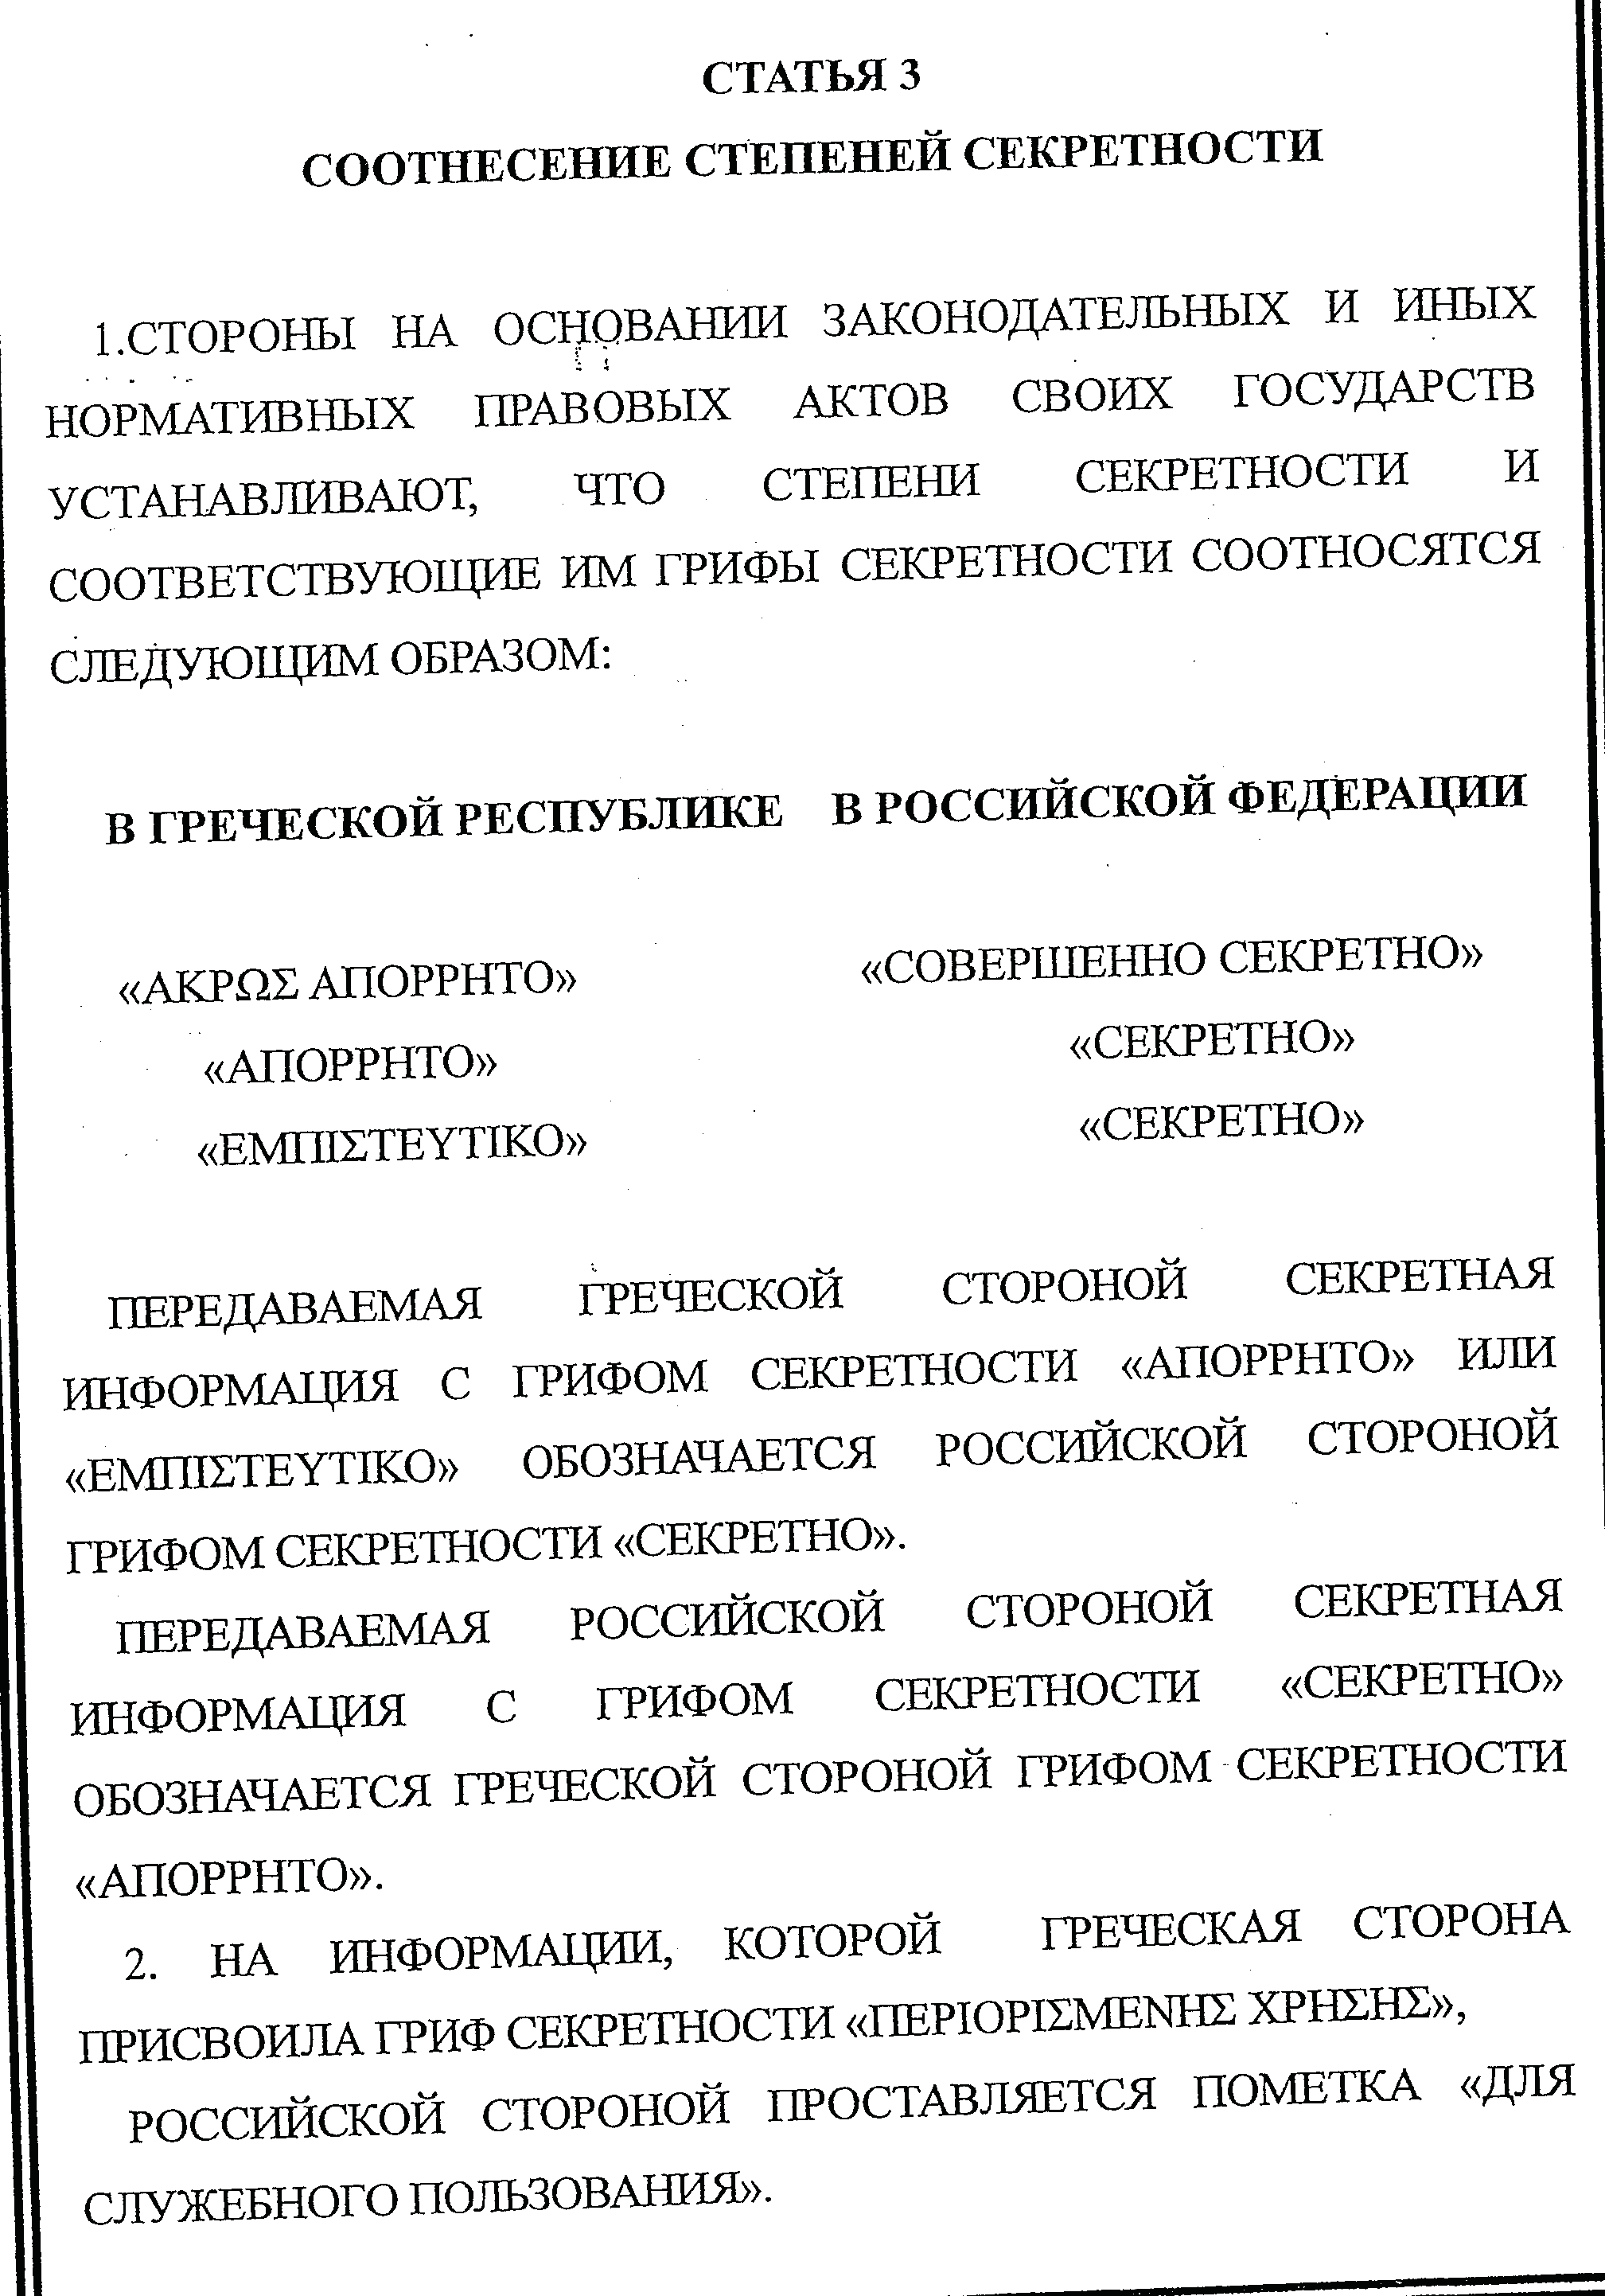 СТАТЬЯ 3
СООТНЕСЕНИЕ СТЕПЕНЕЙ СЕКРЕТНОСТИ
1.СТОРОНЫ НА ОСНОВАНИИ ЗАКОНОДАТЕЛЬНЫХ И ИНЫХ
НОРМАТИВНЫХ ПРАВОВЫХ АКТОВ СВОИХ ГОСУДАРСТВ
УСТАНАВЛИВАЮТ, ЧТО СТЕПЕНИ СЕКРЕТНОСТИ И
СООТВЕТСТВУЮЩИЕ ИМ ГРИФЫ СЕКРЕТНОСТИ СООТНОСЯТСЯ
СЛЕДУЮЩИМ ОБРАЗОМ:
В ГРЕЧЕСКОЙ РЕСПУБЛИКЕ В РОССИЙСКОЙ ФЕДЕРАЦИИ
«ΑΚΡΩΣ ΑΠΟΡΡΗΤΟ» «СОВЕРШЕННО СЕКРЕТНО»
«ΑΠΟΡΡΗΤΟ» «СЕКРЕТНО»
«ΕΜΠΙΣΤΕΥΤΙΚΟ» «СЕКРЕТНО»
ПЕРЕДАВАЕМАЯ ГРЕЧЕСКОЙ СТОРОНОЙ СЕКРЕТНАЯ
ИНФОРМАЦИЯ С ГРИФОМ СЕКРЕТНОСТИ «ΑΠΟΡΡΗΤΟ» ИЛИ
«ΕΜΠΙΣΤΕΥΤΙΚΟ» ОБОЗНАЧАЕТСЯ РОССИЙСКОЙ СТОРОНОЙ
ГРИФОМ СЕКРЕТНОСТИ «СЕКРЕТНО».
ПЕРЕДАВАЕМАЯ РОССИЙСКОЙ СТОРОНОЙ СЕКРЕТНАЯ
ИНФОРМАЦИЯ С ГРИФОМ СЕКРЕТНОСТИ «СЕКРЕТНО»
ОБОЗНАЧАЕТСЯ ГРЕЧЕСКОЙ СТОРОНОЙ ГРИФОМ СЕКРЕТНОСТИ
«ΑΠΟΡΡΗΤΟ».
2. НА ИНФОРМАЦИИ, КОТОРОЙ ГРЕЧЕСКАЯ СТОРОНА
ПРИСВОИЛА ГРИФ СЕКРЕТНОСТИ «ΠΕΡΙΟΡΙΣΜΕΝΗΣ ΧΡΗΣΗΣ»,
РОССИЙСКОЙ СТОРОНОЙ ПРОСТАВЛЯЕТСЯ ПОМЕТКА «ДЛЯ
СЛУЖЕБНОГО ПОЛЬЗОВАНИЯ».